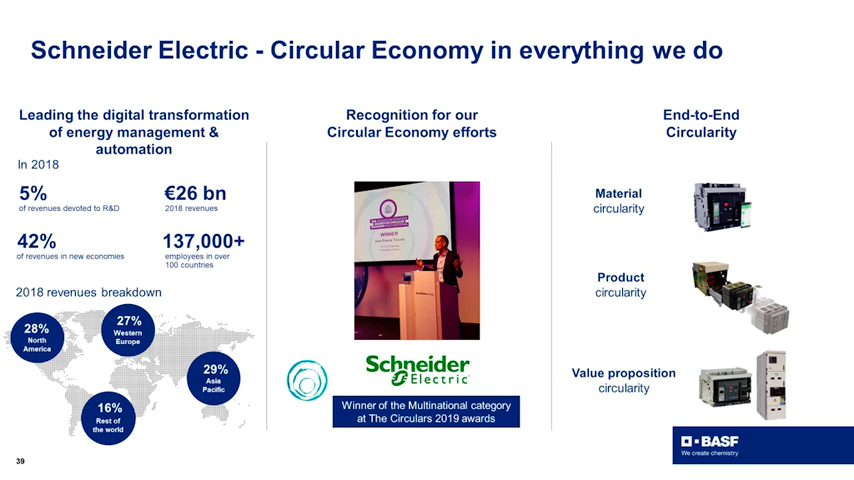 Schneider Electric - Circular Economy in everything we do
Leading the digital transformation
of energy management &
automation
In 2018
5%
of revenues devoted to R&D
€26 bn
2018 revenues
42%
of revenues in new economies
137,000+
employees in over
100 countries
2018 revenues breakdown
28%
North
America
27%
Western
Europe
29%
Asia
Pacific
16%
Rest of
the world
Recognition for our
Circular Economy efforts
WINNER
Schneider
Electric
Winner of the Multinational category
at The Circulars 2019 awards
End-to-End
Circularity
Material
circularity
Product
circularity
Value proposition
circularity
BASF
We create chemistry
39